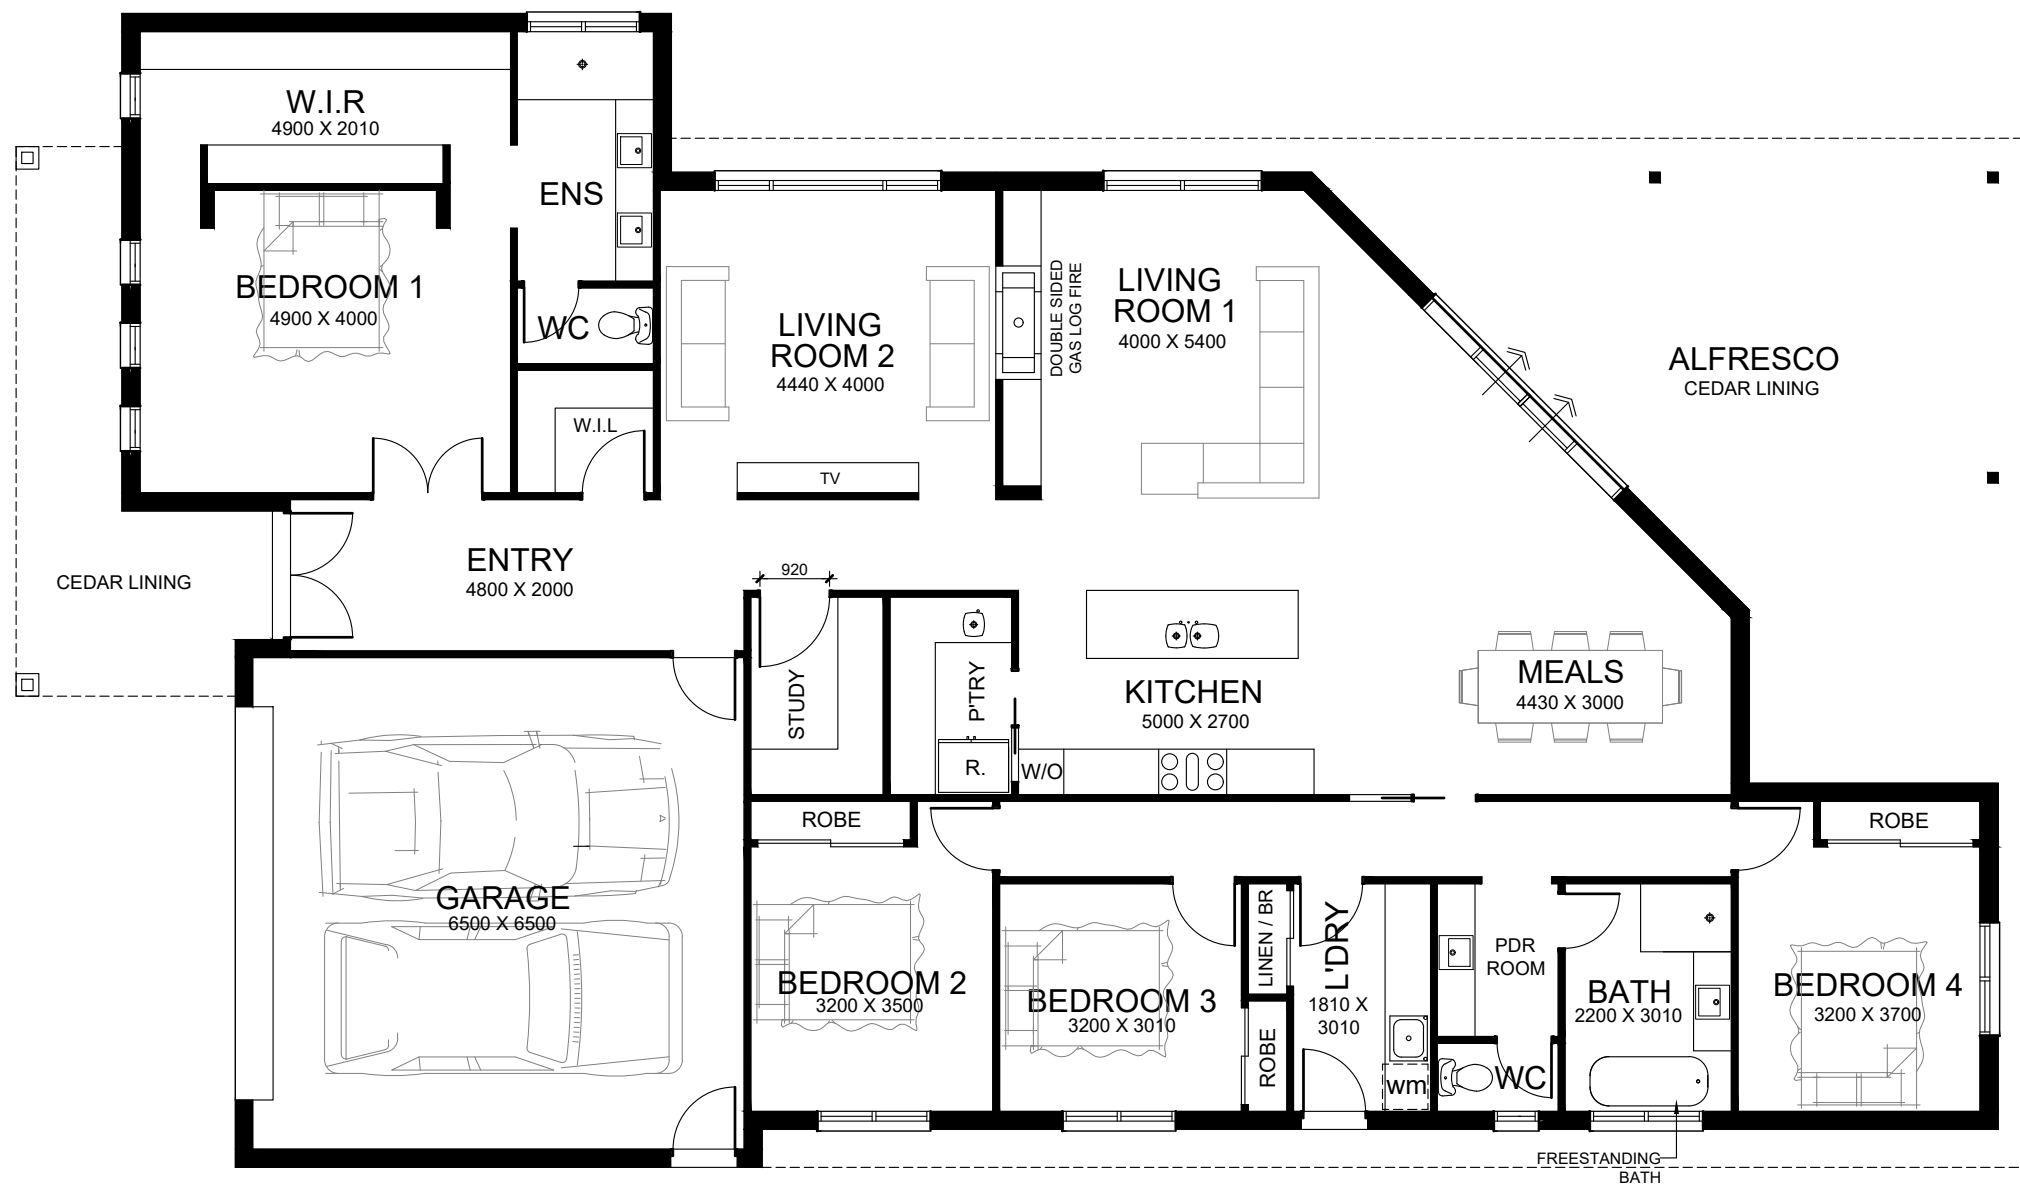 W.I.R
4900 X 2010
ENS
BEDROOM 1
4900 X 4000
WC
W.I.L
LIVING
ROOM 2
4440 X 4000
TV
DOUBLE SIDED
GAS LOG FIRE
LIVING
ROOM 1
4000 X 5400
ALFRESCO
CEDAR LINING
CEDAR LINING
ENTRY
4800 X 2000
920
STUDY
P'TRY
R.
W/O
KITCHEN
5000 X 2700
MEALS
4430 X 3000
GARAGE
6500 X 6500
ROBE
BEDROOM 2
3200 X 3500
BEDROOM 3
3200 X 3010
LINEN / BR
ROBE
L'DRY
1810 X
3010
wm
PDR
ROOM
WC
BATH
2200 X 3010
FREESTANDING
BATH
ROBE
BEDROOM 4
3200 X 3700